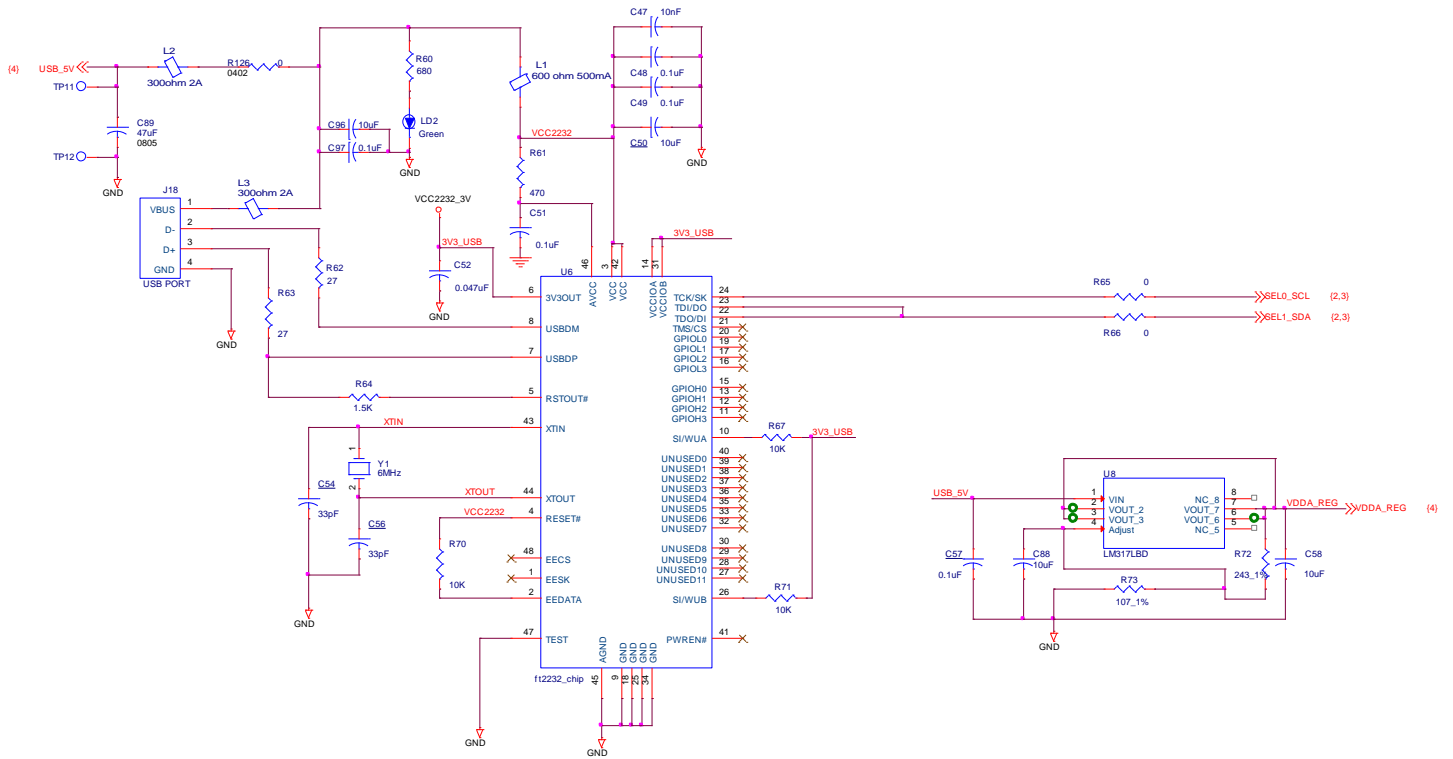 C47 10nF
C48 0.1uF
C49 0.1uF
C50 10uF
GND
{4} USB_5V
L2
300ohm 2A
R126 0
0402
TP11
C89
47uF
0805
TP12
GND
R60
680
LD2
Green
C96 10uF
C97 0.1uF
GND
L1
600 ohm 500mA
VCC2232
R61
470
C51
0.1uF
J18
VBUS 1
D- 2
D+ 3
GND 4
USB PORT
L3
300ohm 2A
GND
R62
27
R63
27
VCC2232_3V
3V3_USB
C52
0.047uF
GND
R64
1.5K
XTIN
Y1
6MHz
1
2
C54
33pF
C56
33pF
GND
XTOUT
VCC2232
R70
10K
GND
U6
46 AVCC
3 VCC
42 VCC
14 VCCIOA
31 VCCIOB
3V3_USB
6 3V3OUT
8 USBDM
7 USBDP
5 RSTOUT#
43 XTIN
44 XTOUT
4 RESET#
48 EECS
1 EESK
2 EEDATA
47 TEST
TCK/SK 24
TDI/DO 23
TDO/DI 22
TMS/CS 21
GPIOL0 20
GPIOL1 19
GPIOL2 17
GPIOL3 16
GPIOH0 15
GPIOH1 13
GPIOH2 12
GPIOH3 11
SI/WUA 10
UNUSED0 40
UNUSED1 39
UNUSED2 38
UNUSED3 37
UNUSED4 36
UNUSED5 35
UNUSED6 33
UNUSED7 32
UNUSED8 30
UNUSED9 29
UNUSED10 28
UNUSED11 27
SI/WUB 26
PWREN# 41
AGND 45
GND 9
GND 18
GND 25
GND 34
ft2232_chip
GND
R65 0
SEL0_SCL {2,3}
R66 0
SEL1_SDA {2,3}
R67
10K
3V3_USB
R71
10K
USB_5V
U8
1 VIN
2 VOUT_2
3 VOUT_3
4 Adjust
NC_8 8
VOUT_7 7
VOUT_6 6
NC_5 5
LM317LBD
VDDA_REG
VDDA_REG {4}
C57
0.1uF
C88
10uF
R73
107_1%
R72
243_1%
C58
10uF
GND